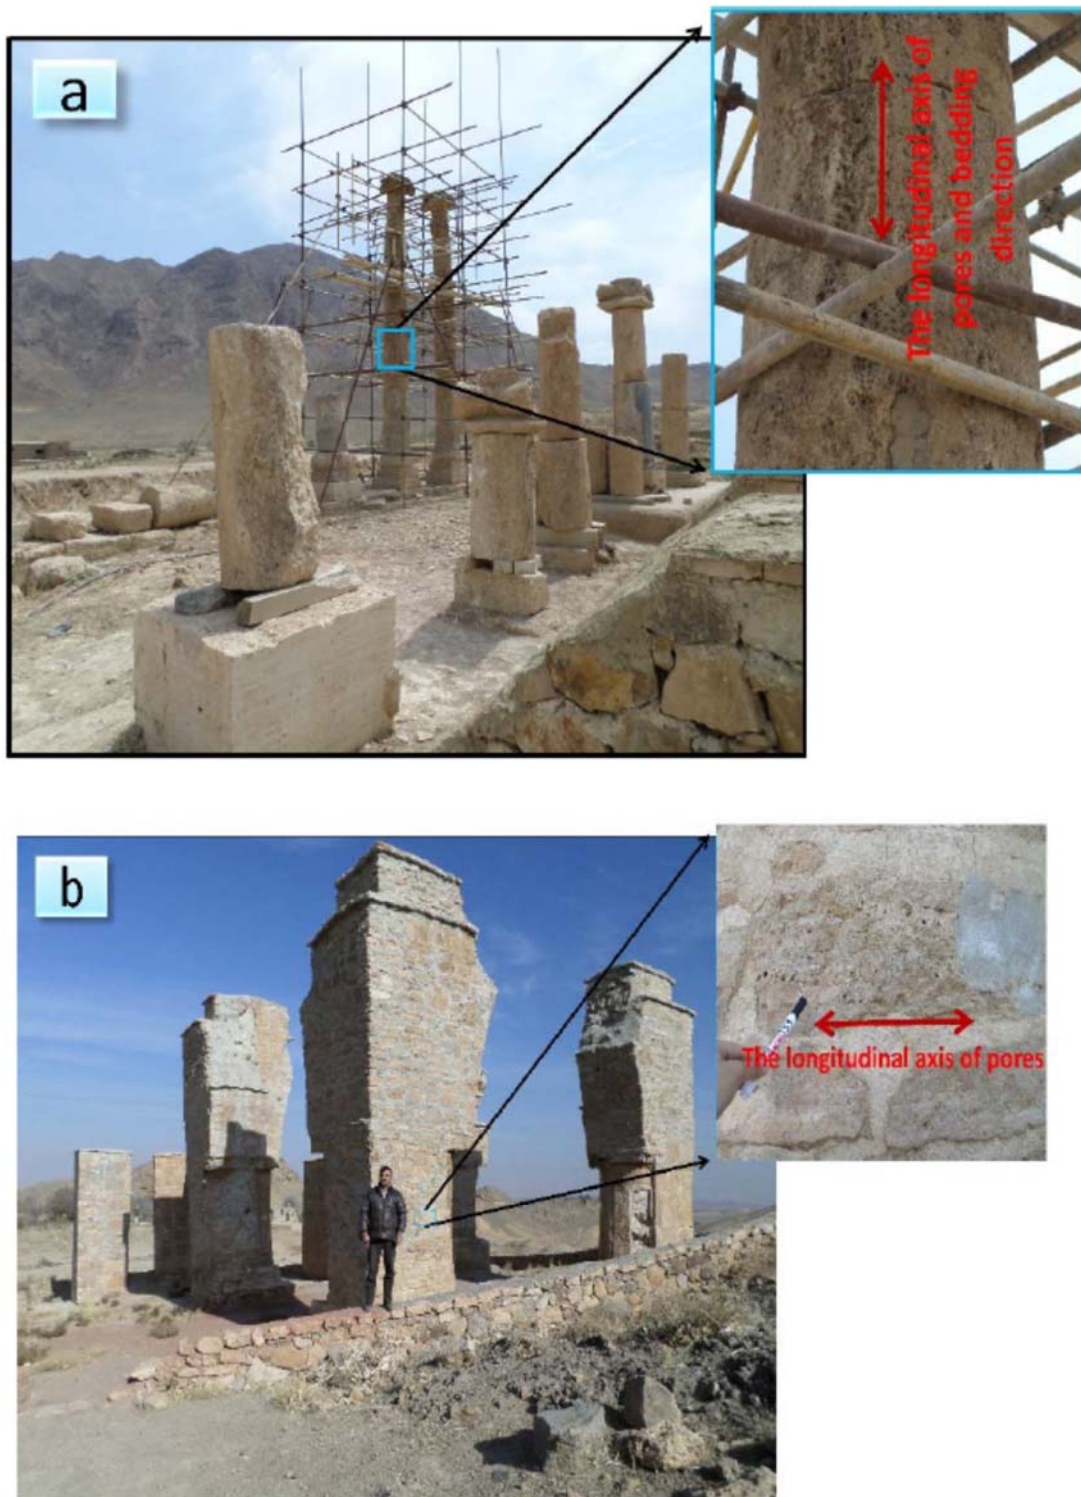 a
The longitudinal axis of
pores and bedding
direction
b
The longitudinal axis of pores